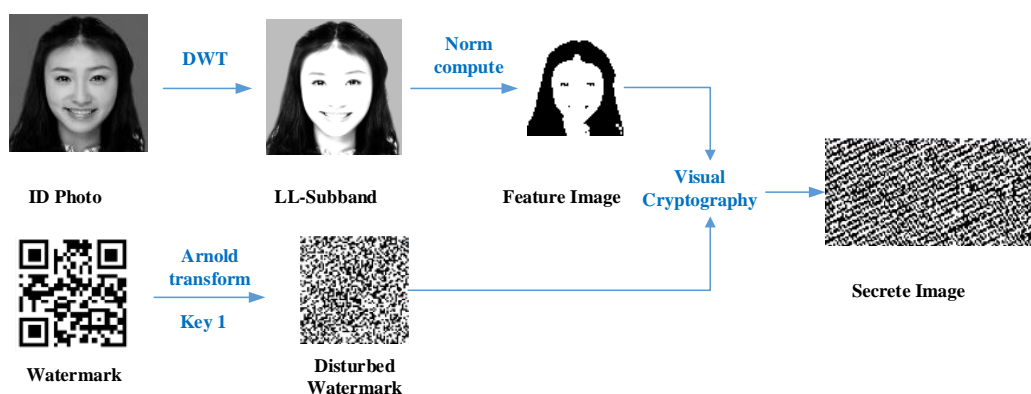 DWT
Norm
compute
ID Photo
LL-Subband
Feature Image
Visual
Cryptography
Arnold
transform
Key 1
Secrete Image
Watermark
Disturbed
Watermark